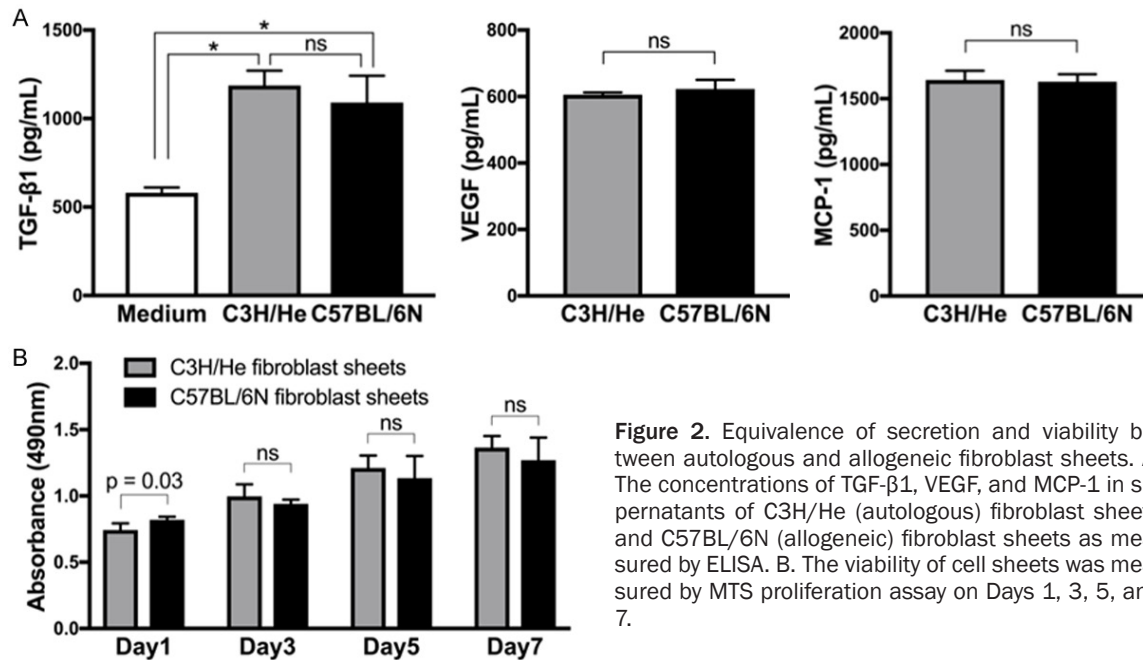 A
TGF-β1 (pg/mL)
1500
1000
500
0
*
*
ns
Medium C3H/He C57BL/6N
VEGF (pg/mL)
800
600
400
200
0
ns
C3H/He C57BL/6N
MCP-1 (pg/mL)
2000
1500
1000
500
0
ns
C3H/He C57BL/6N
B
Absorbance (490nm)
2.0
1.5
1.0
0.5
0.0
C3H/He fibroblast sheets
C57BL/6N fibroblast sheets
p = 0.03
ns
ns
ns
Day1 Day3 Day5 Day7
Figure 2. Equivalence of secretion and viability b
tween autologous and allogeneic fibroblast sheets.
The concentrations of TGF-β1, VEGF, and MCP-1 in s
pernatants of C3H/He (autologous) fibroblast shee
and C57BL/6N (allogeneic) fibroblast sheets as me
sured by ELISA. B. The viability of cell sheets was me
sured by MTS proliferation assay on Days 1, 3, 5, an
7.